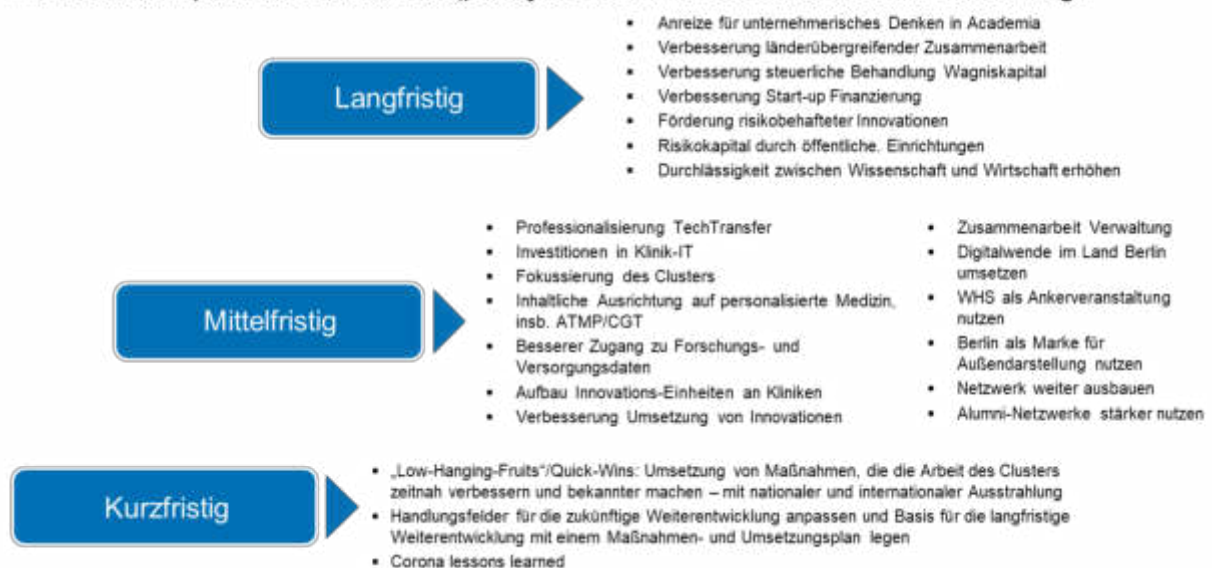 Langfristig
▪ Anreize für unternehmerisches Denken in Academia
▪ Verbesserung länderübergreifender Zusammenarbeit
▪ Verbesserung steuerliche Behandlung Wagniskapital
▪ Verbesserung Start-up Finanzierung
▪ Förderung risikobehafteter Innovationen
▪ Risikokapital durch öffentliche. Einrichtungen
▪ Durchlässigkeit zwischen Wissenschaft und Wirtschaft erhöhen
Mittelfristig
▪ Professionalisierung TechTransfer
▪ Investitionen in Klinik-IT
▪ Fokussierung des Clusters
▪ Inhaltliche Ausrichtung auf personalisierte Medizin,
insb. ATMP/CGT
▪ Besserer Zugang zu Forschungs- und
Versorgungsdaten
▪ Aufbau Innovations-Einheiten an Kliniken
▪ Verbesserung Umsetzung von Innovationen
▪ Zusammenarbeit Verwaltung
▪ Digitalwende im Land Berlin
umsetzen
▪ WHS als Ankerveranstaltung
nutzen
▪ Berlin als Marke für
Außendarstellung nutzen
▪ Netzwerk weiter ausbauen
▪ Alumni-Netzwerke stärker nutzen
Kurzfristig
▪ „Low-Hanging-Fruits“/Quick-Wins: Umsetzung von Maßnahmen, die die Arbeit des Clusters
zeitnah verbessern und bekannter machen – mit nationaler und internationaler Ausstrahlung
▪ Handlungsfelder für die zukünftige Weiterentwicklung anpassen und Basis für die langfristige
Weiterentwicklung mit einem Maßnahmen- und Umsetzungsplan legen
▪ Corona lessons learned